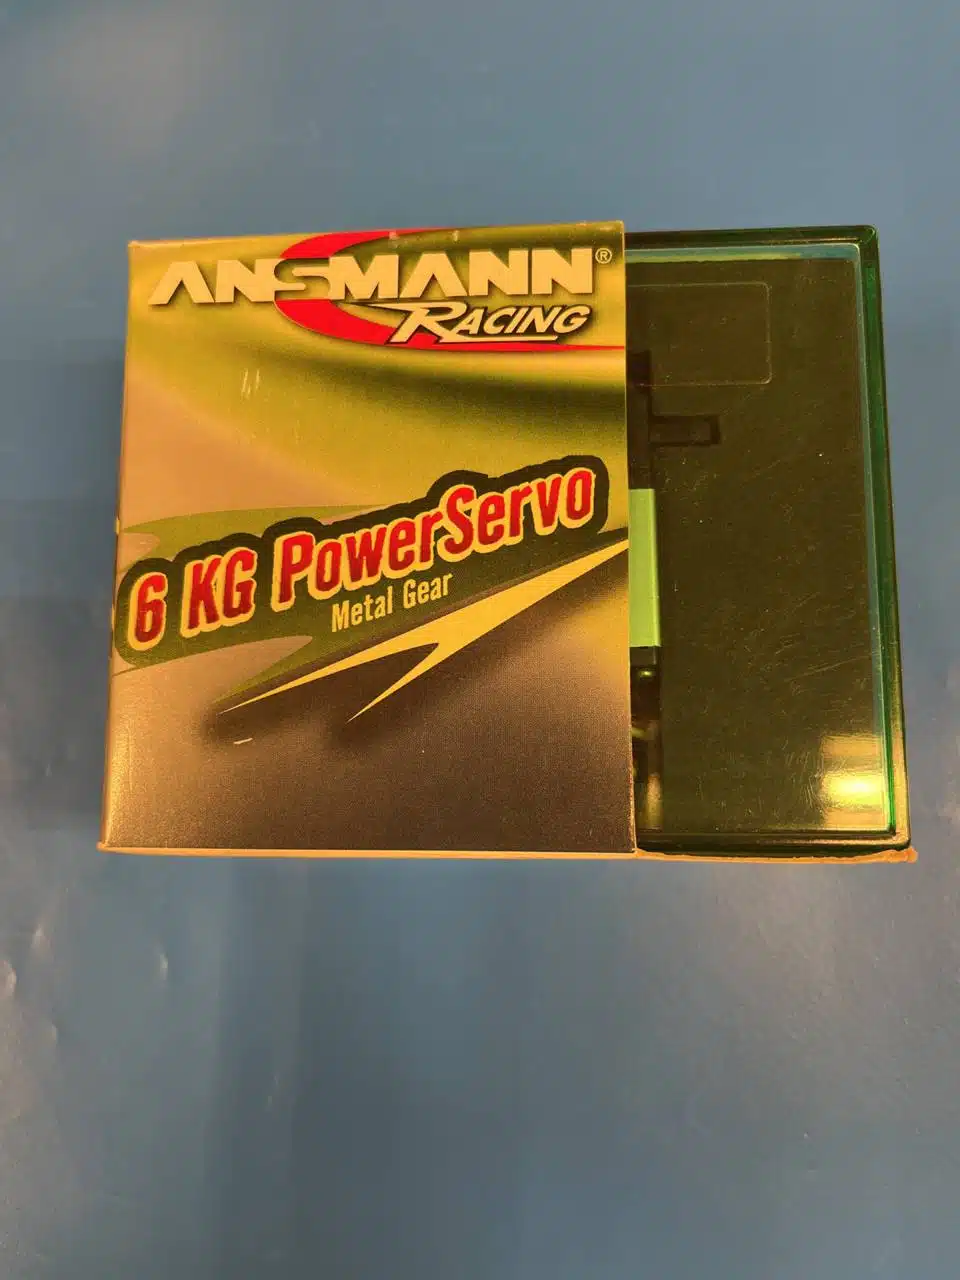 ANSMANN®
RACING
6 KG PowerServo
Metal Gear